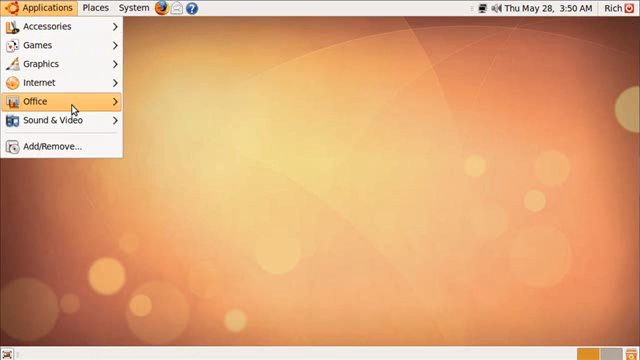 Applications Places System Thu May 28, 3:50 AM Rich
Accessories
Games
Graphics
Internet
Office
Sound & Video
Add/Remove...